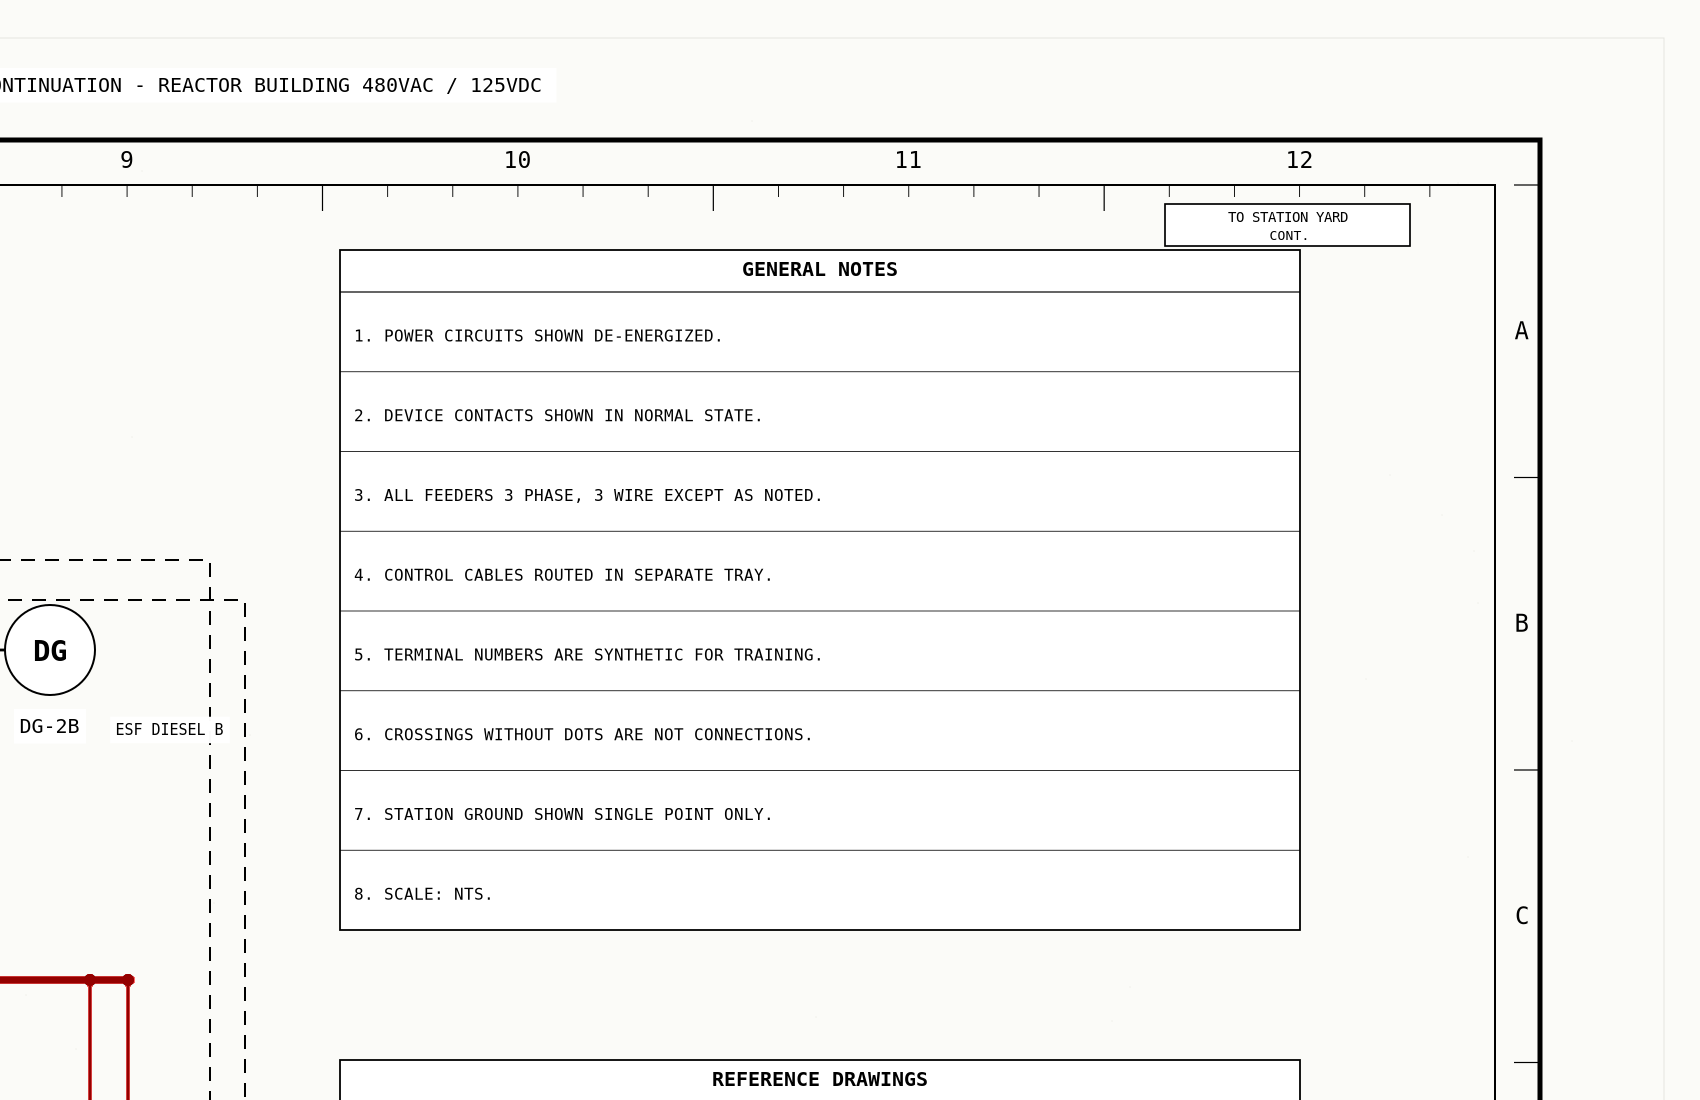 ONTINUATION - REACTOR BUILDING 480VAC / 125VDC
9 10 11 12
TO STATION YARD
CONT.
GENERAL NOTES
1. POWER CIRCUITS SHOWN DE-ENERGIZED.
A
2. DEVICE CONTACTS SHOWN IN NORMAL STATE.
3. ALL FEEDERS 3 PHASE, 3 WIRE EXCEPT AS NOTED.
4. CONTROL CABLES ROUTED IN SEPARATE TRAY.
B
DG
5. TERMINAL NUMBERS ARE SYNTHETIC FOR TRAINING.
DG-2B
ESF DIESEL B
6. CROSSINGS WITHOUT DOTS ARE NOT CONNECTIONS.
7. STATION GROUND SHOWN SINGLE POINT ONLY.
8. SCALE: NTS.
C
REFERENCE DRAWINGS